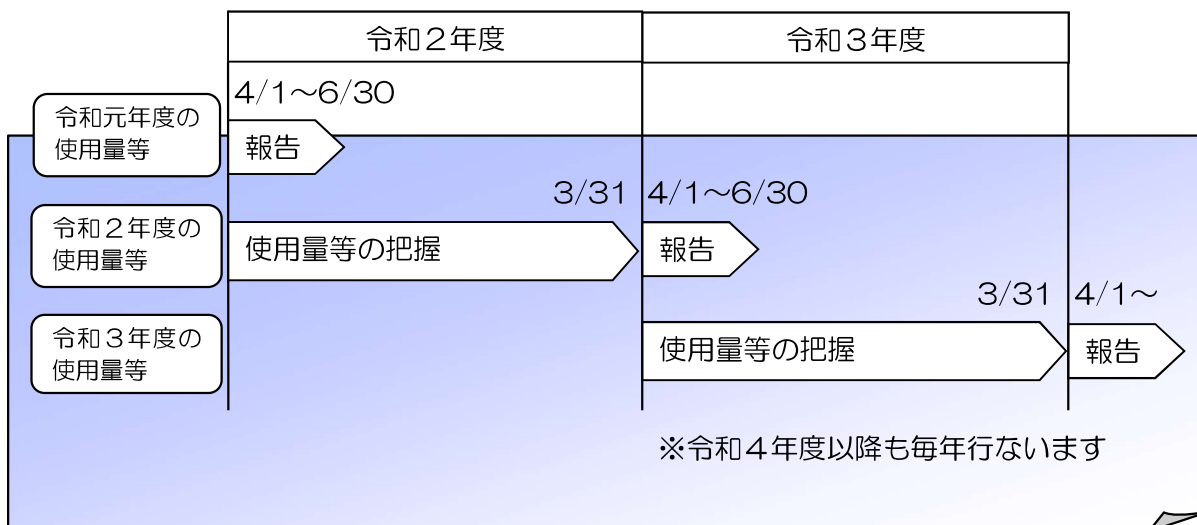 令和２年度
令和３年度
4/1～6/30
令和元年度の
使用量等
報告
3/31
4/1～6/30
令和２年度の
使用量等
使用量等の把握
報告
3/31
4/1～
令和３年度の
使用量等
使用量等の把握
報告
※令和４年度以降も毎年行ないます